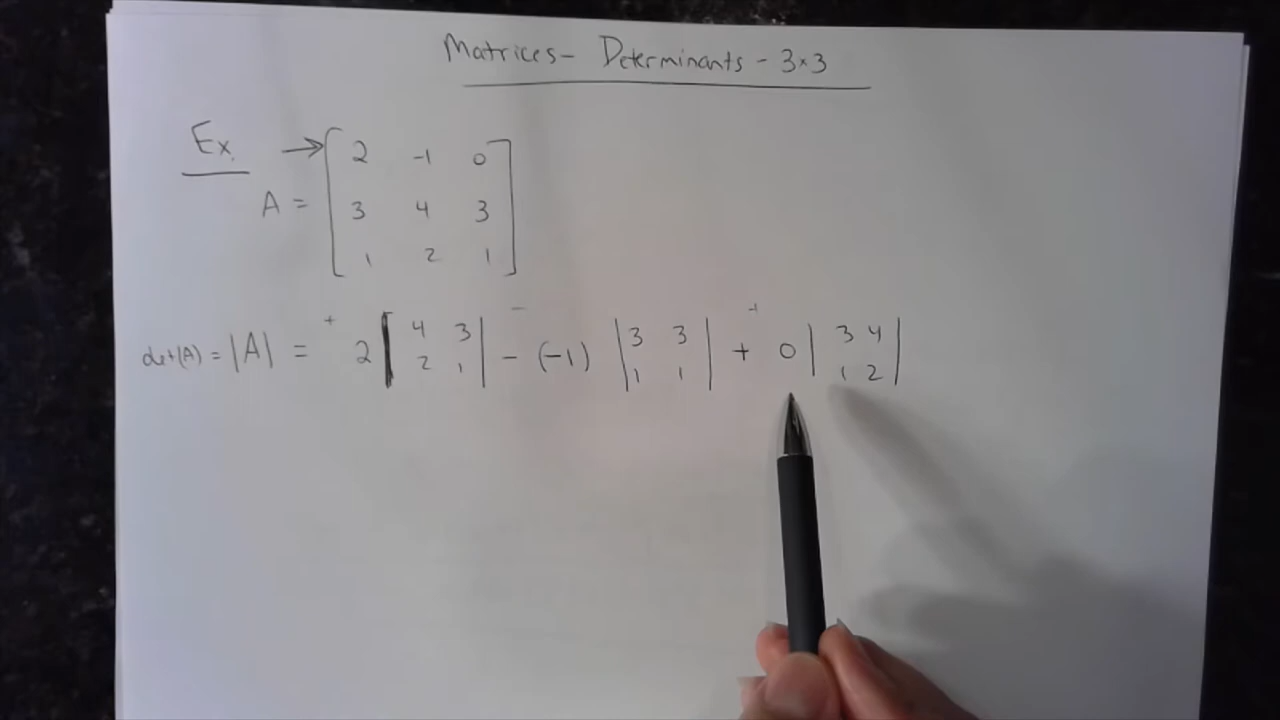 Matrices- Determinants - 3×3
Ex. → 2 -1 0
A = 3 4 3
1 2 1
+ - +
det(A) = |A| = 2 | 4 3 | - (-1) | 3 3 | + 0 | 3 4 |
2 1 1 1 1 2